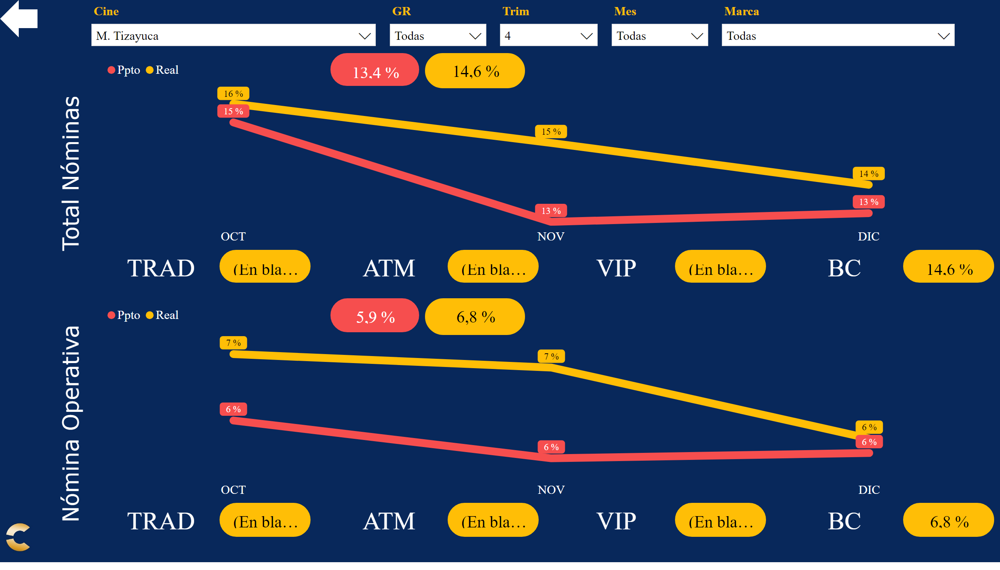 Cine GR Trim Mes Marca
M. Tizayuca Todas 4 Todas Todas
Ppto Real 13,4 % 14,6 %
Total Nóminas
16 %
15 %
15 %
14 %
13 %
13 %
OCT NOV DIC
TRAD (En bla… ATM (En bla… VIP (En bla… BC 14,6 %
Ppto Real 5,9 % 6,8 %
Nómina Operativa
7 %
7 %
6 %
6 %
6 %
6 %
OCT NOV DIC
TRAD (En bla… ATM (En bla… VIP (En bla… BC 6,8 %